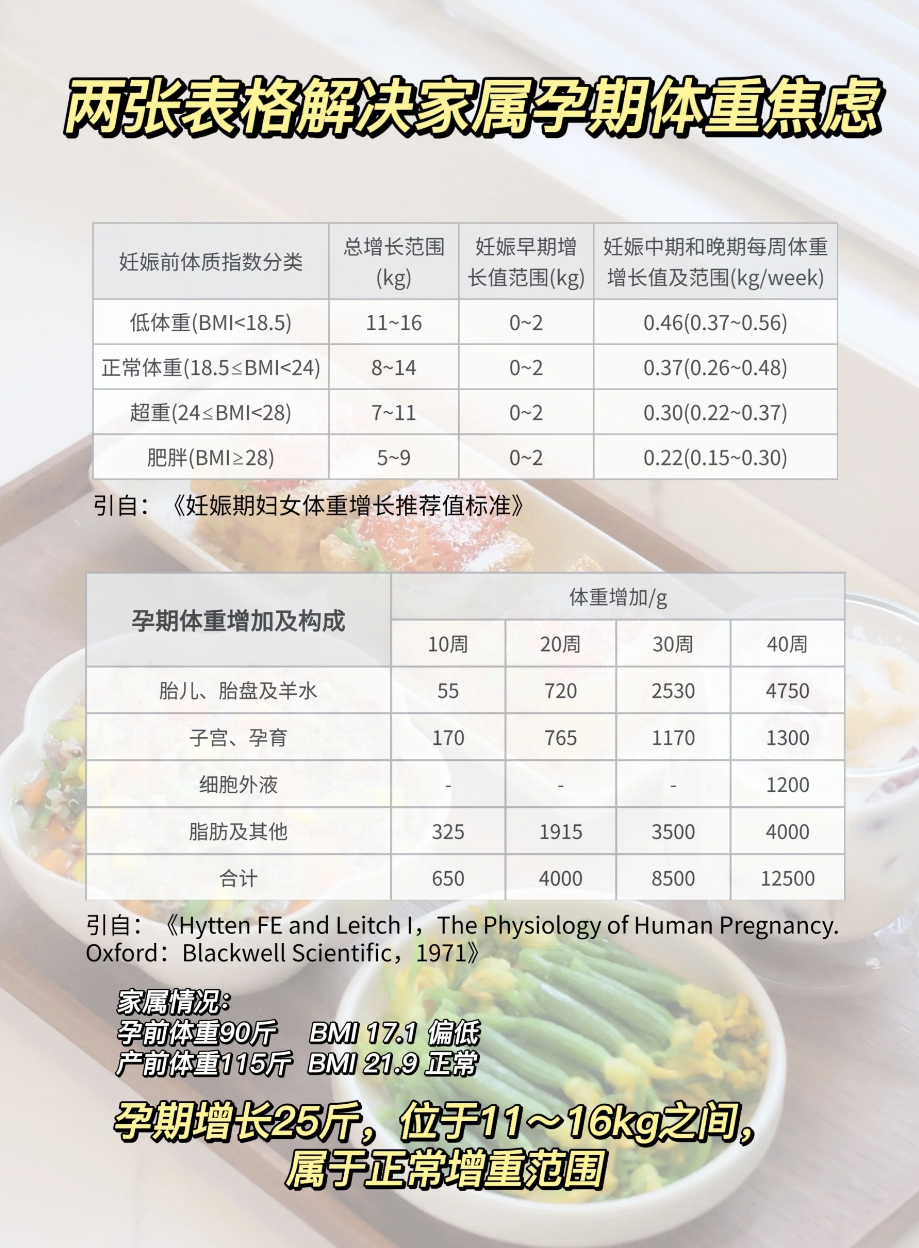 两张表格解决家属孕期体重焦虑
妊娠前体质指数分类 总增长范围(kg) 妊娠早期增长值范围(kg) 妊娠中期和晚期每周体重增长值及范围(kg/week)
低体重(BMI<18.5) 11~16 0~2 0.46(0.37~0.56)
正常体重(18.5≤BMI<24) 8~14 0~2 0.37(0.26~0.48)
超重(24≤BMI<28) 7~11 0~2 0.30(0.22~0.37)
肥胖(BMI≥28) 5~9 0~2 0.22(0.15~0.30)
引自：《妊娠期妇女体重增长推荐值标准》
孕期体重增加及构成 体重增加/g
10周 20周 30周 40周
胎儿、胎盘及羊水 55 720 2530 4750
子宫、孕育 170 765 1170 1300
细胞外液 - - - 1200
脂肪及其他 325 1915 3500 4000
合计 650 4000 8500 12500
引自：《Hytten FE and Leitch I，The Physiology of Human Pregnancy.
Oxford：Blackwell Scientific，1971》
家属情况：
孕前体重90斤 BMI 17.1 偏低
产前体重115斤 BMI 21.9 正常
孕期增长25斤，位于11～16kg之间，
属于正常增重范围